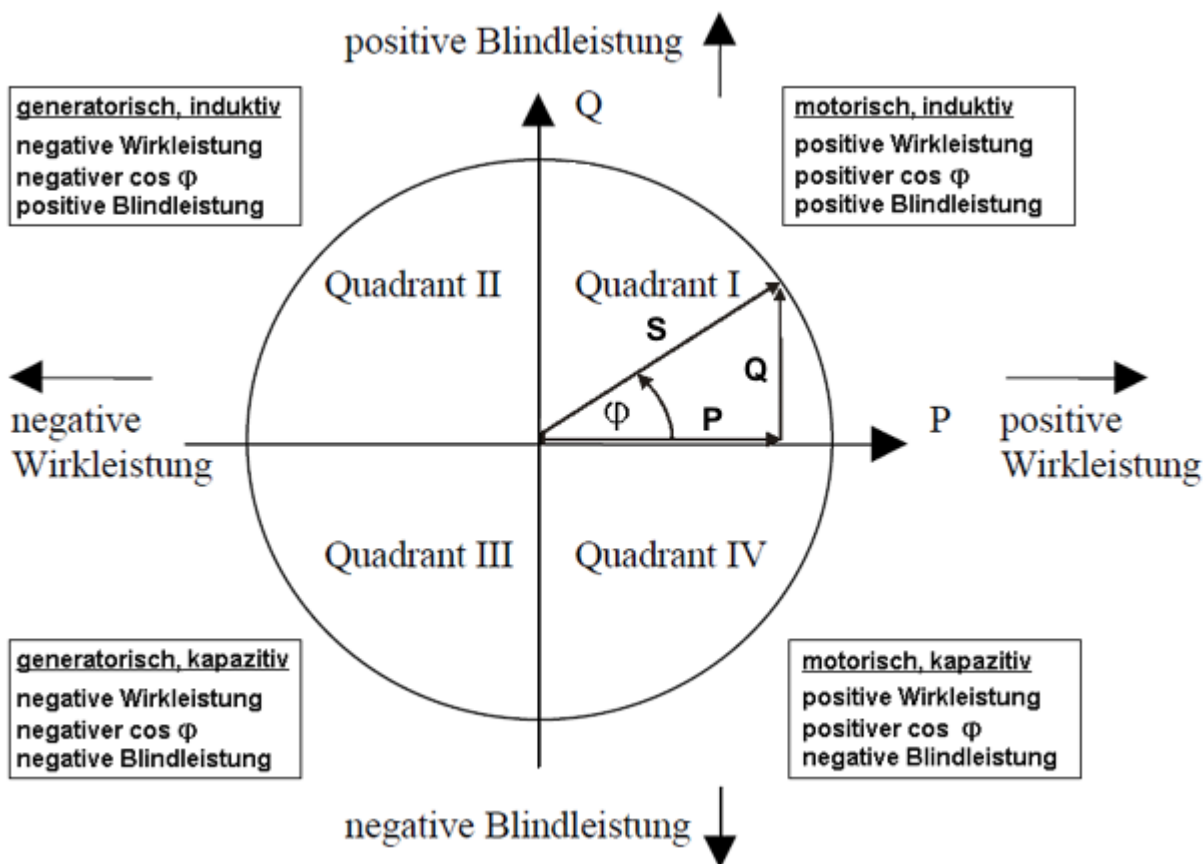 positive Blindleistung
Q
generatorisch, induktiv
negative Wirkleistung
negativer cos φ
positive Blindleistung
motorisch, induktiv
positive Wirkleistung
positiver cos φ
positive Blindleistung
Quadrant II
Quadrant I
S
Q
φ
P
negative
Wirkleistung
P
positive
Wirkleistung
Quadrant III
Quadrant IV
generatorisch, kapazitiv
negative Wirkleistung
negativer cos φ
negative Blindleistung
motorisch, kapazitiv
positive Wirkleistung
positiver cos φ
negative Blindleistung
negative Blindleistung